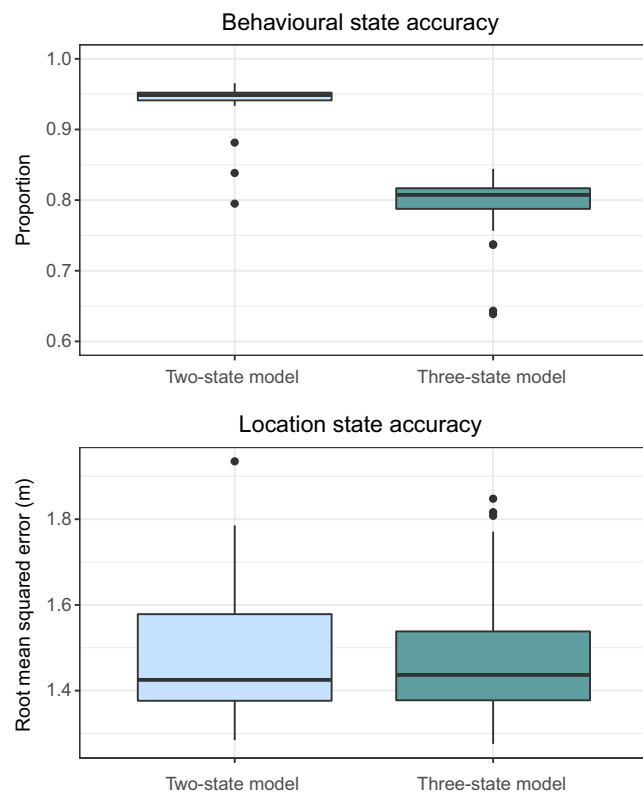 Behavioural state accuracy
Proportion
1.0
0.9
0.8
0.7
0.6
Two-state model
Three-state model
Location state accuracy
Root mean squared error (m)
1.8
1.6
1.4
Two-state model
Three-state model